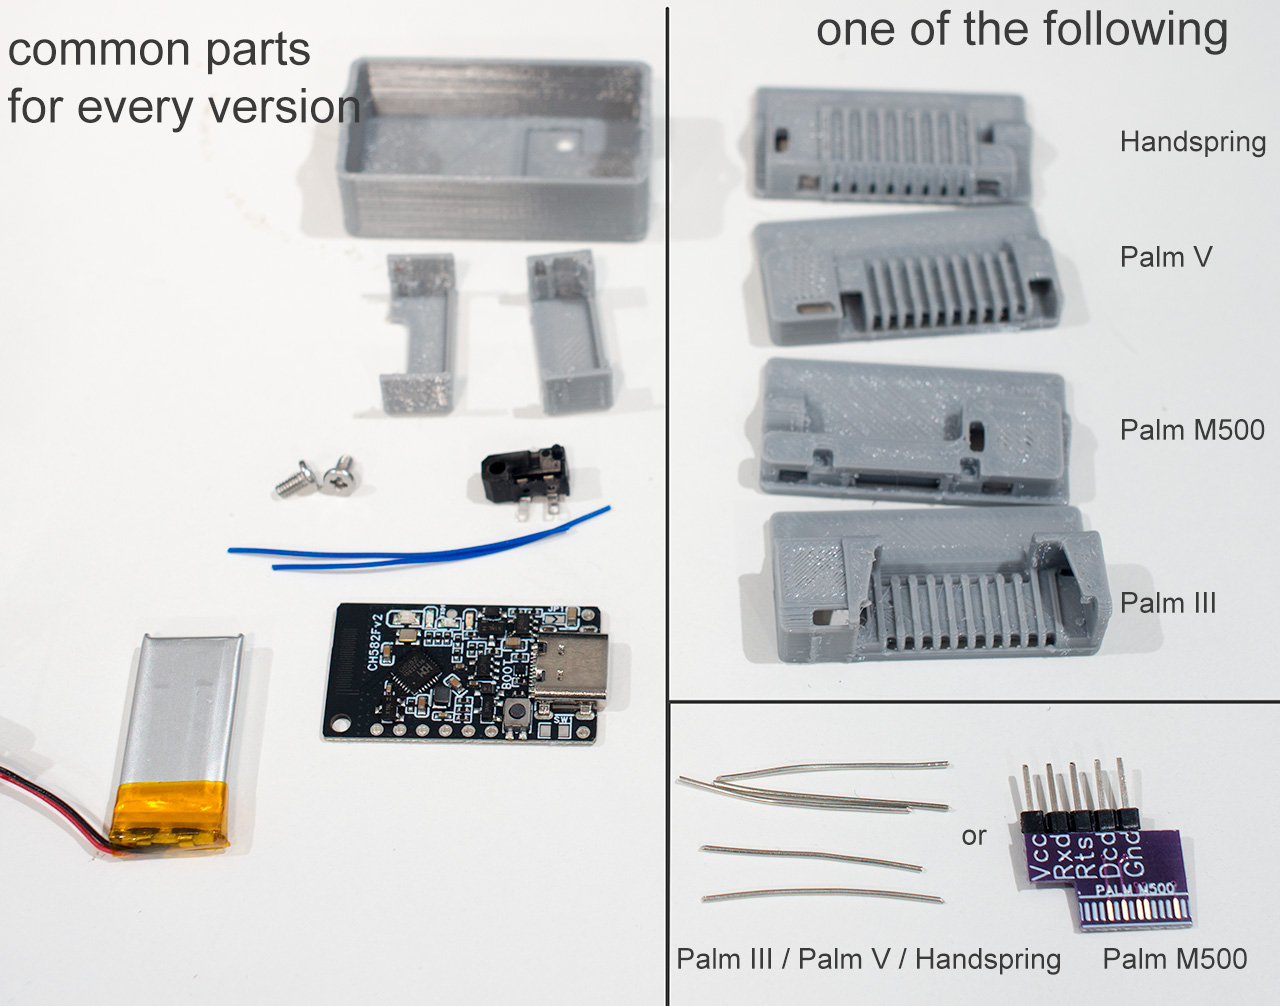 common parts
for every version
one of the following
Handspring
Palm V
Palm M500
Palm III
CH582Fv2
BOOT
or
Vcc
Rxd
Rts
Dcd
Gnd
PALM M500
Palm III / Palm V / Handspring
Palm M500